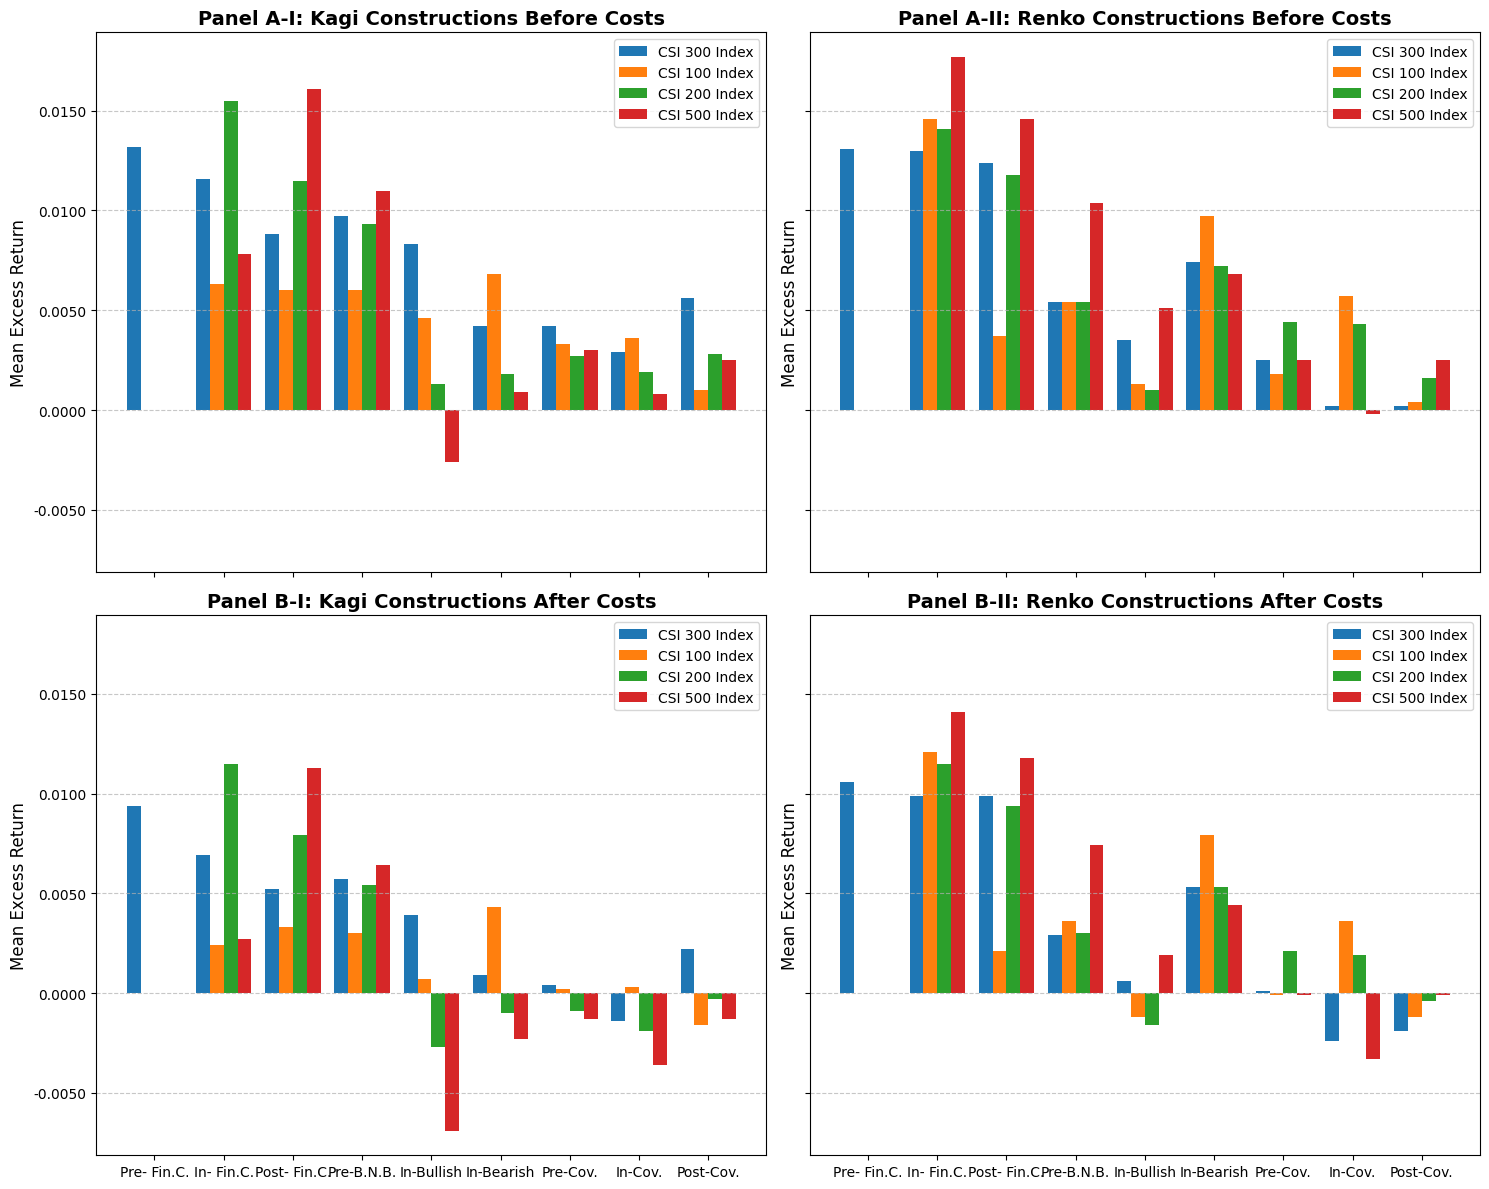 Panel A-I: Kagi Constructions Before Costs
Mean Excess Return
0.0150
0.0100
0.0050
0.0000
-0.0050
CSI 300 Index
CSI 100 Index
CSI 200 Index
CSI 500 Index
Panel A-II: Renko Constructions Before Costs
Mean Excess Return
CSI 300 Index
CSI 100 Index
CSI 200 Index
CSI 500 Index
Panel B-I: Kagi Constructions After Costs
Mean Excess Return
0.0150
0.0100
0.0050
0.0000
-0.0050
CSI 300 Index
CSI 100 Index
CSI 200 Index
CSI 500 Index
Pre- Fin.C. In- Fin.C. Post- Fin.C. Pre-B.N.B. In-Bullish In-Bearish Pre-Cov. In-Cov. Post-Cov.
Panel B-II: Renko Constructions After Costs
Mean Excess Return
CSI 300 Index
CSI 100 Index
CSI 200 Index
CSI 500 Index
Pre- Fin.C. In- Fin.C. Post- Fin.C. Pre-B.N.B. In-Bullish In-Bearish Pre-Cov. In-Cov. Post-Cov.